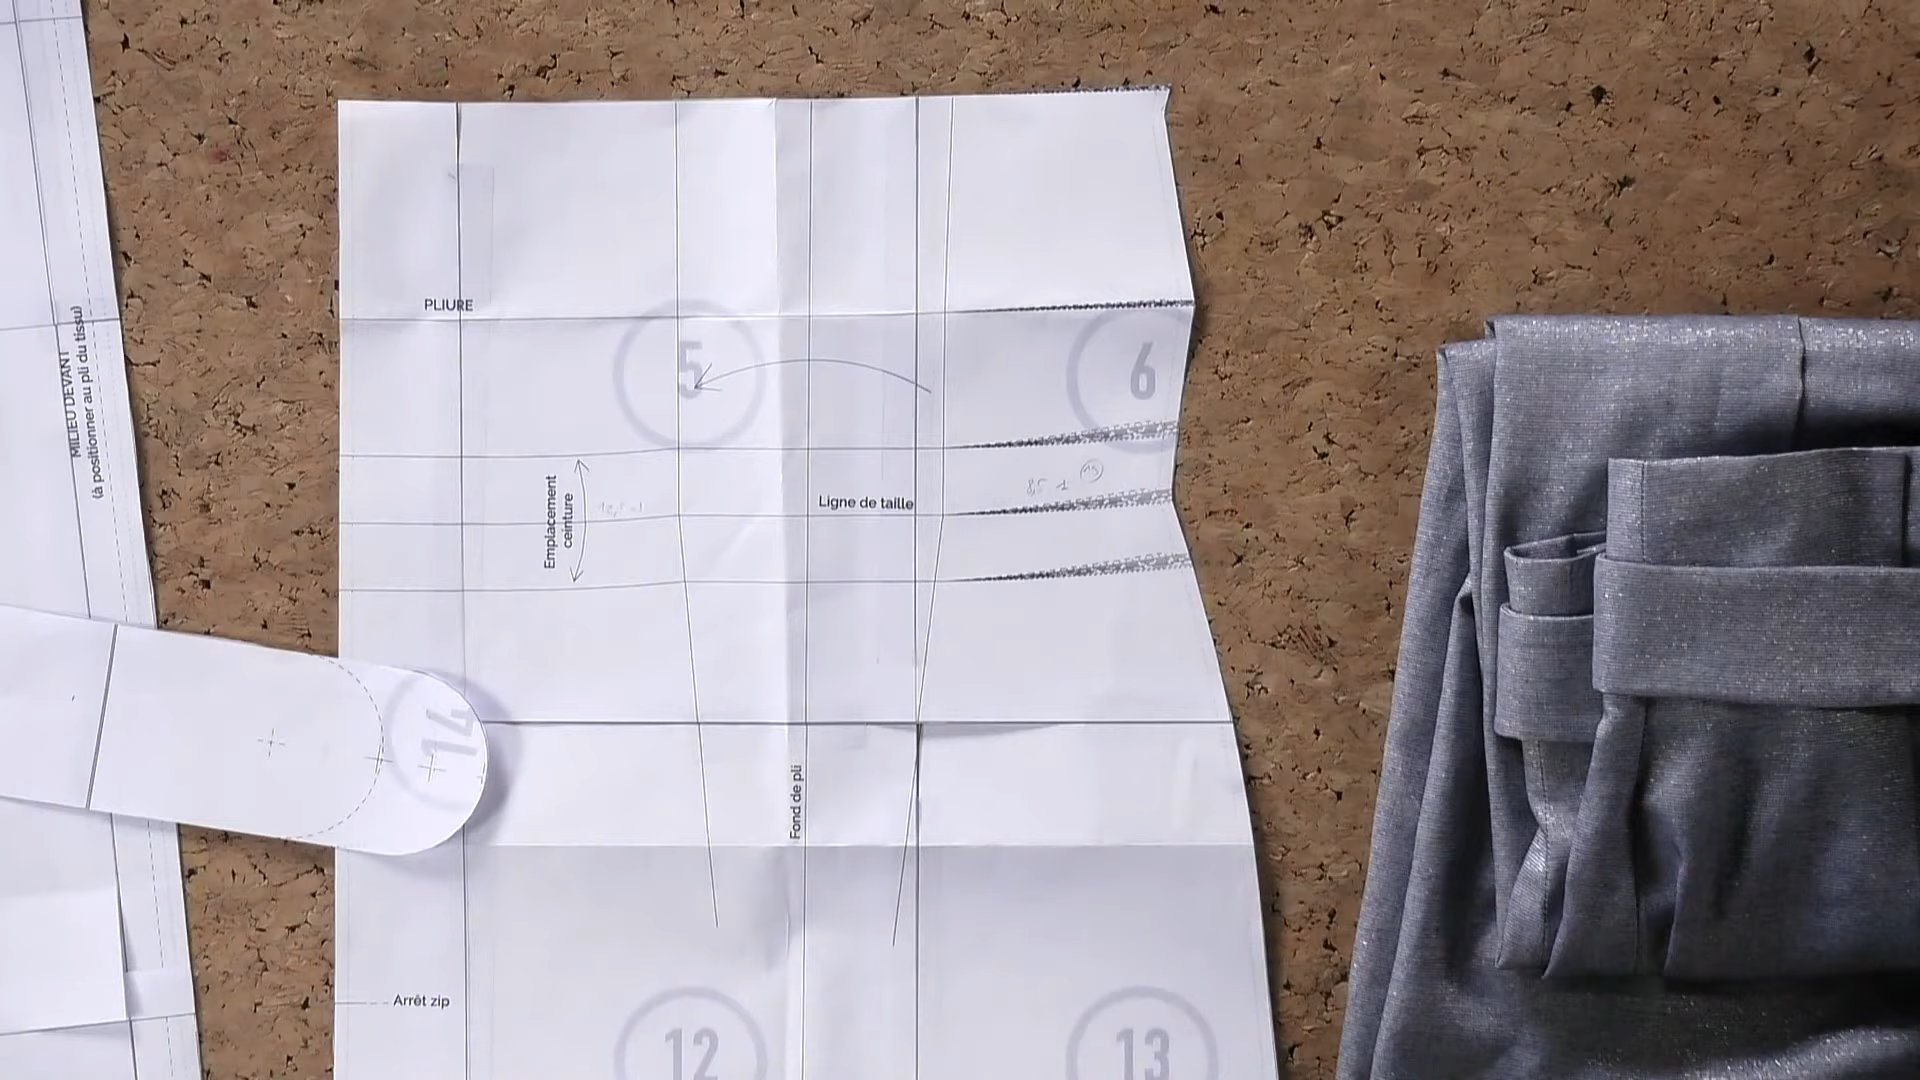 MILIEU DEVANT
(à positionner au pli du tissu)
PLIURE
5
6
Emplacement
ceinture
Ligne de taille
14
Fond de pli
Arrêt zip
12
13